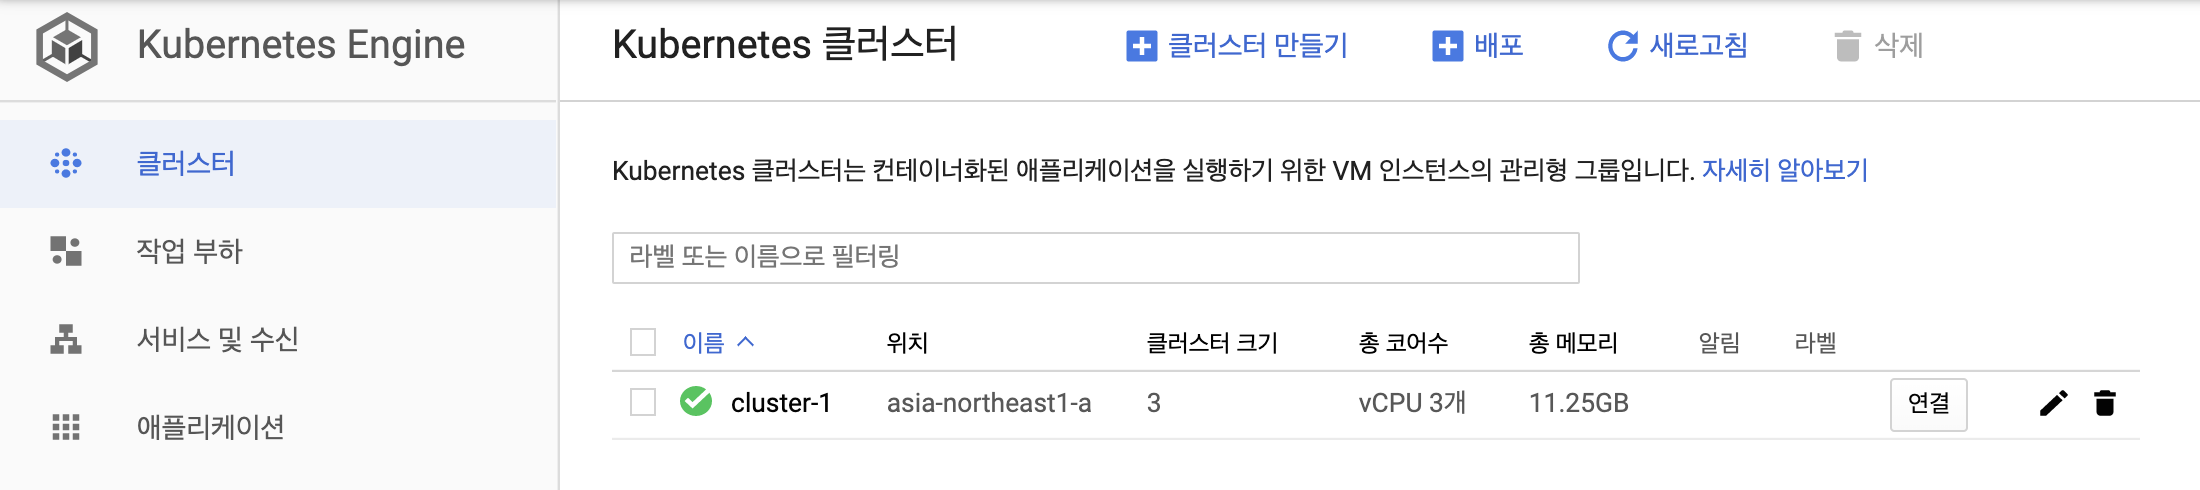 Kubernetes Engine
Kubernetes 클러스터
클러스터 만들기
배포
새로고침
삭제
클러스터
작업 부하
서비스 및 수신
애플리케이션
Kubernetes 클러스터는 컨테이너화된 애플리케이션을 실행하기 위한 VM 인스턴스의 관리형 그룹입니다. 자세히 알아보기
라벨 또는 이름으로 필터링
이름 위치 클러스터 크기 총 코어수 총 메모리 알림 라벨
cluster-1 asia-northeast1-a 3 vCPU 3개 11.25GB 연결